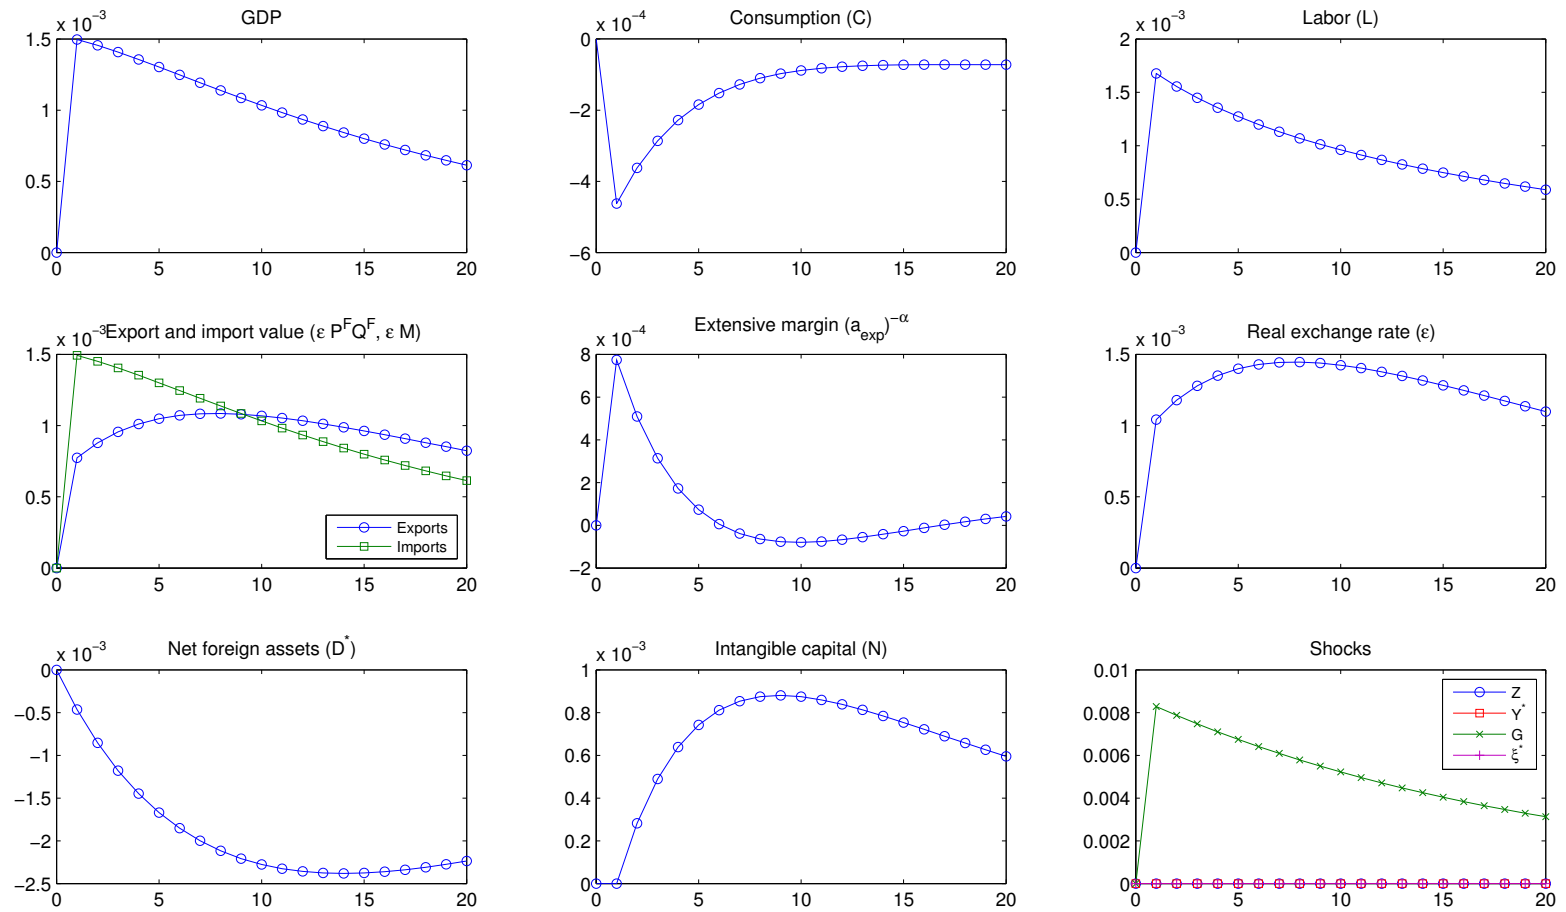 GDP
x 10⁻³
1.5
1
0.5
0
0 5 10 15 20
Consumption (C)
x 10⁻⁴
0
−2
−4
−6
0 5 10 15 20
Labor (L)
x 10⁻³
2
1.5
1
0.5
0
0 5 10 15 20
x 10⁻³Export and import value (ε P^F Q^F, ε M)
1.5
1
0.5
0
Exports
Imports
0 5 10 15 20
Extensive margin (a_exp)^−α
x 10⁻⁴
8
6
4
2
0
−2
0 5 10 15 20
Real exchange rate (ε)
x 10⁻³
1.5
1
0.5
0
0 5 10 15 20
Net foreign assets (D*)
x 10⁻³
0
−0.5
−1
−1.5
−2
−2.5
0 5 10 15 20
Intangible capital (N)
x 10⁻³
1
0.8
0.6
0.4
0.2
0
0 5 10 15 20
Shocks
0.01
0.008
0.006
0.004
0.002
0
Z
Y*
G
ξ*
0 5 10 15 20